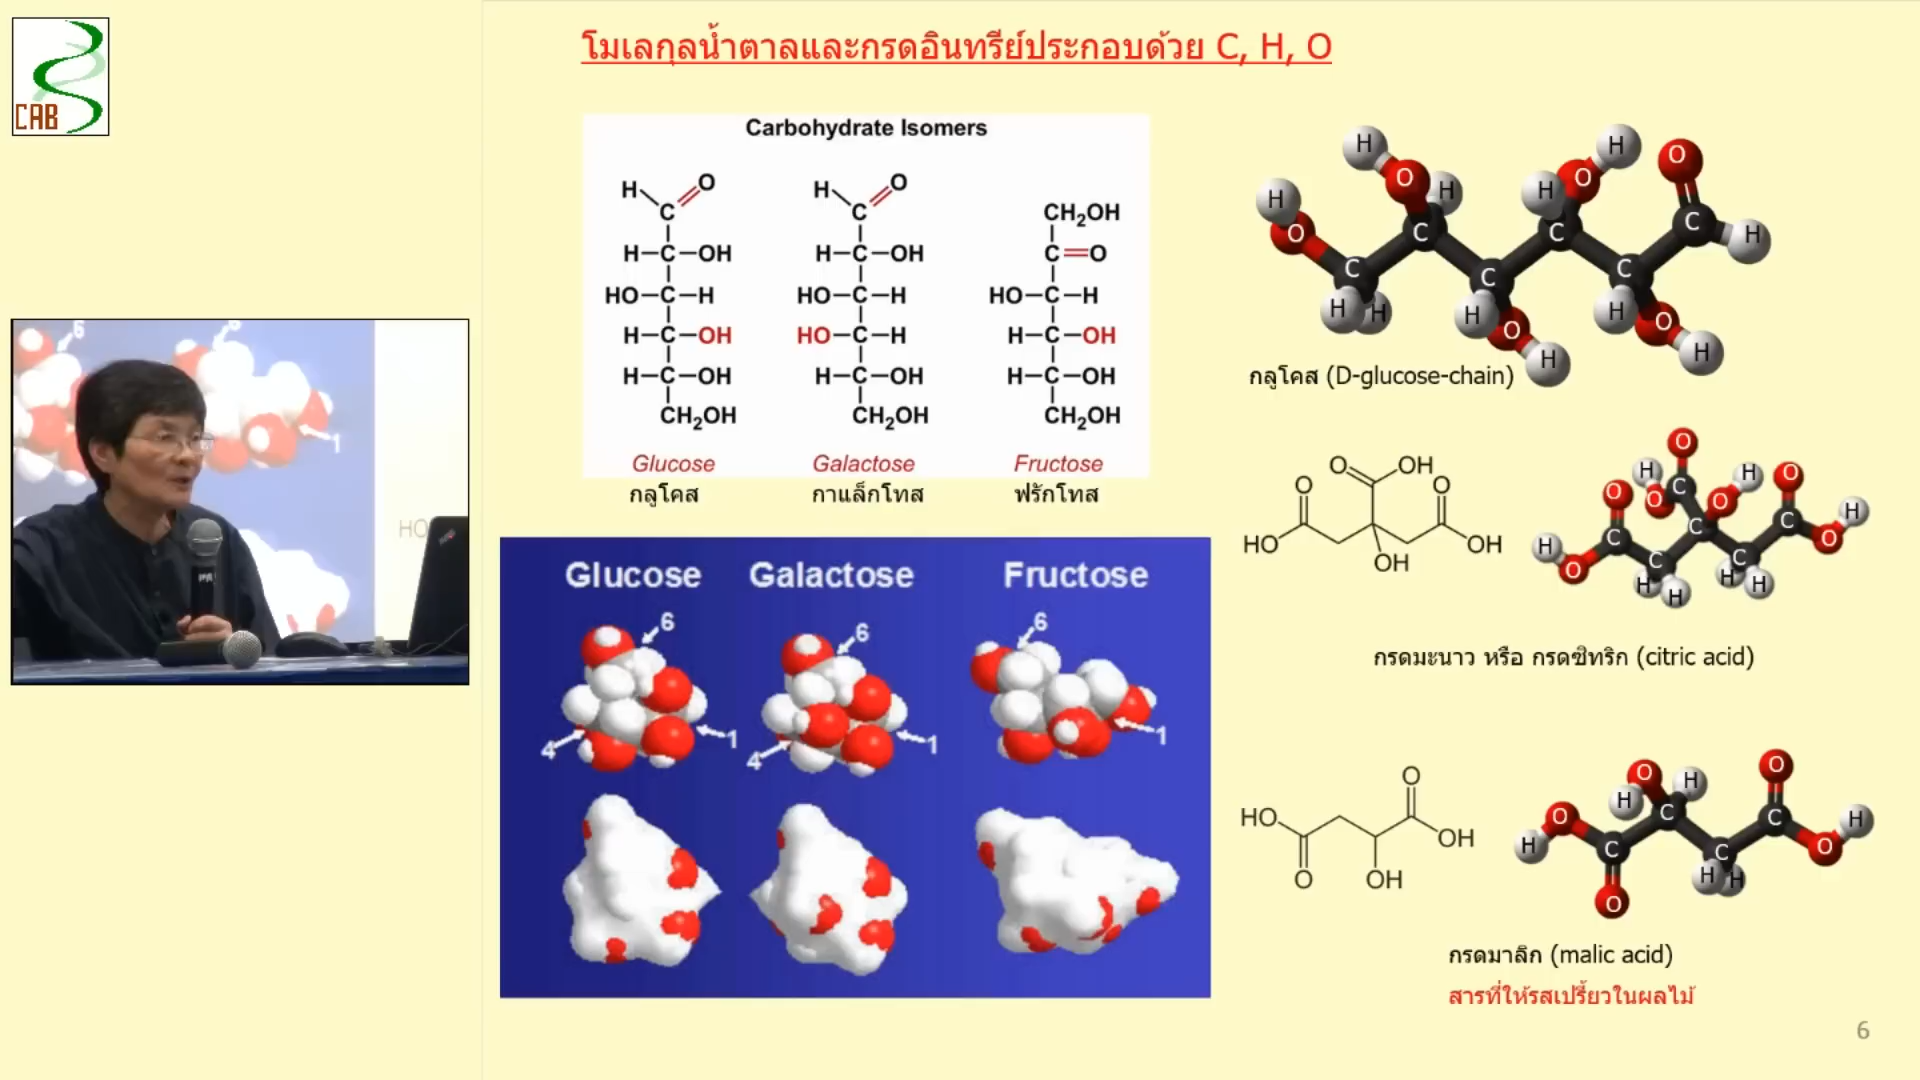 CAB
โมเลกุลน้ำตาลและกรดอินทรีย์ประกอบด้วย C, H, O
Carbohydrate Isomers
H O H O
C C CH₂OH
H–C–OH H–C–OH C=O
HO–C–H HO–C–H HO–C–H
H–C–OH HO–C–H H–C–OH
H–C–OH H–C–OH H–C–OH
CH₂OH CH₂OH CH₂OH
Glucose Galactose Fructose
กลูโคส กาแล็กโทส ฟรักโทส
Glucose Galactose Fructose
6 6 6
4 1 4 1 1
H O H C H O H C H C H O H C H O H C H O H C O H
กลูโคส (D-glucose-chain)
O OH
O O
HO OH
OH
O H C O O H O H O C C C O H H O C C H H H H
กรดมะนาว หรือ กรดซิทริก (citric acid)
O
HO OH
O OH
O H H O H O C C C O H H C H H O
กรดมาลิก (malic acid)
สารที่ให้รสเปรี้ยวในผลไม้
6
6 6
1
HO